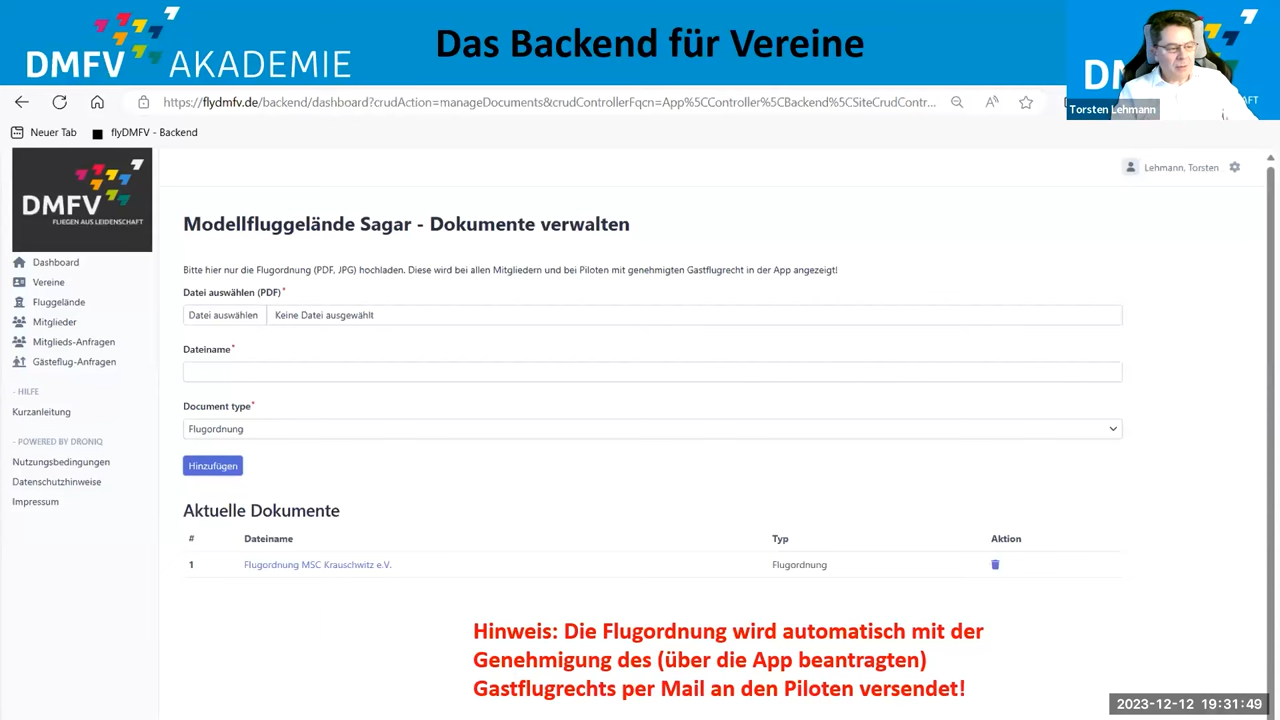 DMFV AKADEMIE
Das Backend für Vereine
DM
AFT
Torsten Lehmann
https://flydmfv.de/backend/dashboard?crudAction=manageDocuments&crudControllerFqcn=App%5CController%5CBackend%5CSiteCrudContr...
Neuer Tab
flyDMFV - Backend
DMFV
FLIEGEN AUS LEIDENSCHAFT
Lehmann, Torsten
Dashboard
Vereine
Fluggelände
Mitglieder
Mitglieds-Anfragen
Gästeflug-Anfragen
- HILFE
Kurzanleitung
- POWERED BY DRONIQ
Nutzungsbedingungen
Datenschutzhinweise
Impressum
Modellfluggelände Sagar - Dokumente verwalten
Bitte hier nur die Flugordnung (PDF, JPG) hochladen. Diese wird bei allen Mitgliedern und bei Piloten mit genehmigten Gastflugrecht in der App angezeigt!
Datei auswählen (PDF)*
Datei auswählen Keine Datei ausgewählt
Dateiname*
Document type*
Flugordnung
Hinzufügen
Aktuelle Dokumente
# Dateiname Typ Aktion
1 Flugordnung MSC Krauschwitz e.V. Flugordnung
Hinweis: Die Flugordnung wird automatisch mit der
Genehmigung des (über die App beantragten)
Gastflugrechts per Mail an den Piloten versendet!
2023-12-12 19:31:49